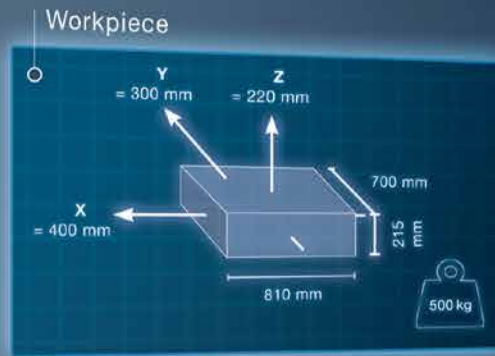 Workpiece
Y
= 300 mm
Z
= 220 mm
X
= 400 mm
700 mm
215
mm
810 mm
500 kg